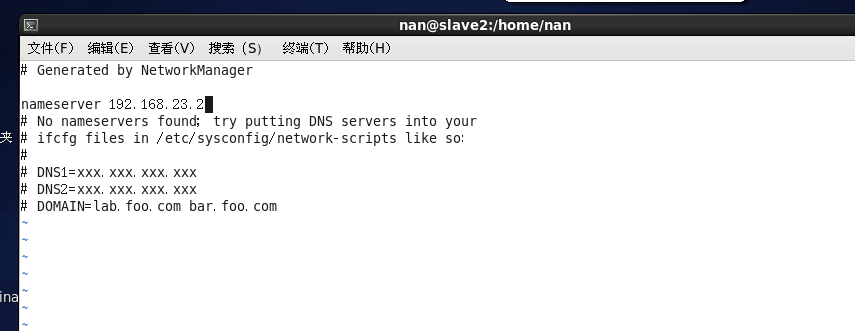 nan@slave2:/home/nan
文件(F) 编辑(E) 查看(V) 搜索 (S) 终端(T) 帮助(H)
# Generated by NetworkManager
nameserver 192.168.23.2
# No nameservers found; try putting DNS servers into your
夹
# ifcfg files in /etc/sysconfig/network-scripts like so:
#
# DNS1=xxx.xxx.xxx.xxx
# DNS2=xxx.xxx.xxx.xxx
# DOMAIN=lab.foo.com bar.foo.com
~
~
~
~
~
ina
~
~